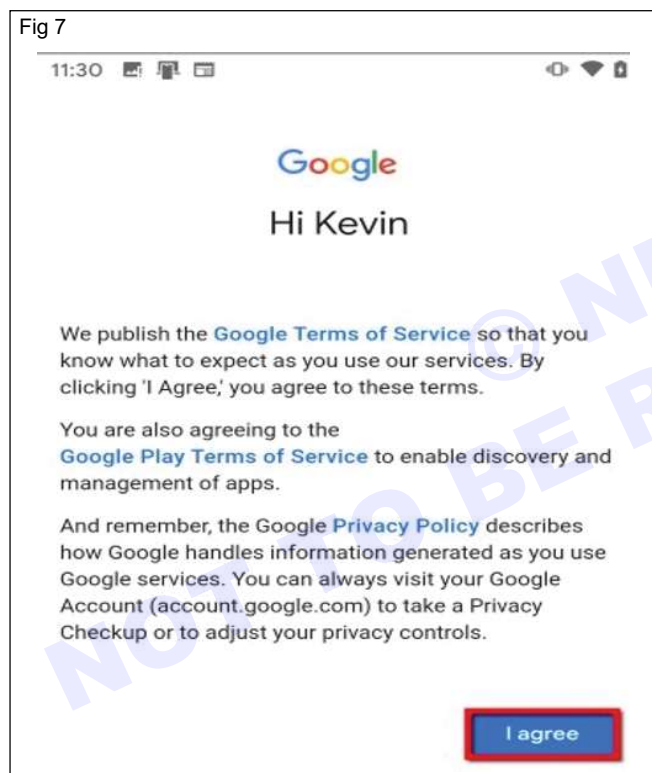 Fig 7
11:30
Google
Hi Kevin
We publish the Google Terms of Service so that you
know what to expect as you use our services. By
clicking 'I Agree,' you agree to these terms.
You are also agreeing to the
Google Play Terms of Service to enable discovery and
management of apps.
And remember, the Google Privacy Policy describes
how Google handles information generated as you use
Google services. You can always visit your Google
Account (account.google.com) to take a Privacy
Checkup or to adjust your privacy controls.
I agree
© N
NOT TO BE R